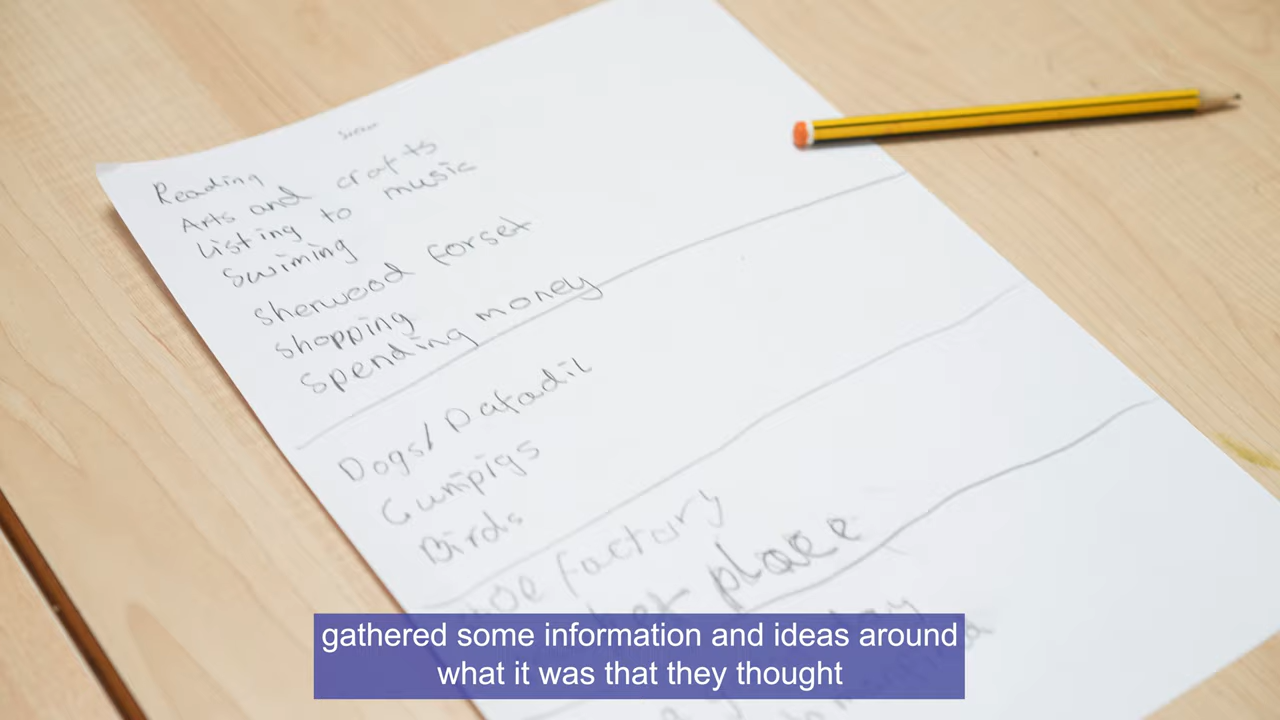 Reading
Arts and crafts
Listing to music
Swiming
sherwood forset
shopping
Spending money
Dogs/Dafadil
Gunipigs
Birds
factory
place
gathered some information and ideas around
what it was that they thought